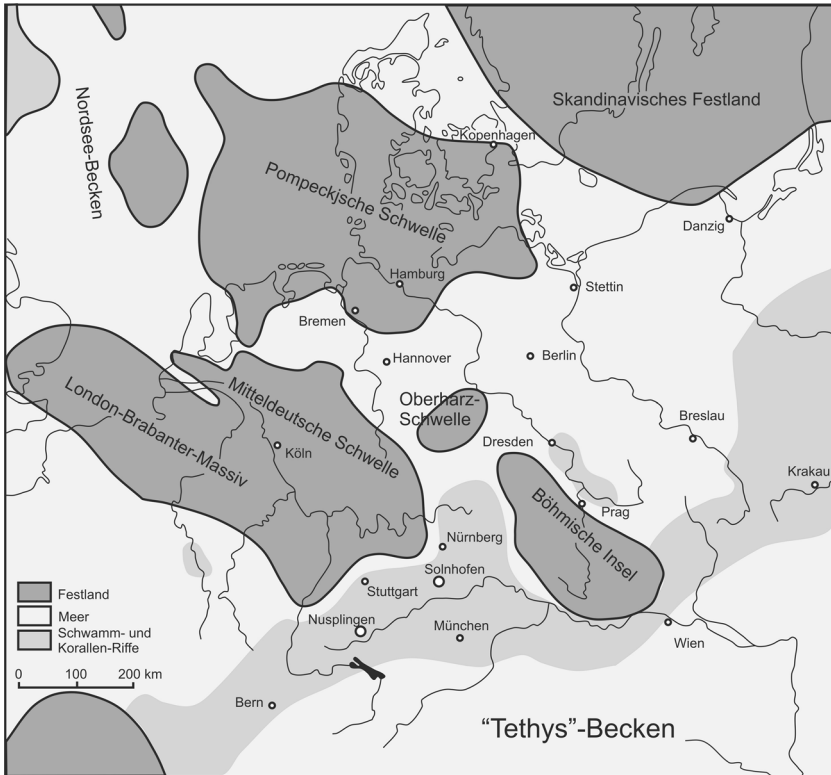 Skandinavisches Festland
Nordsee-Becken
Kopenhagen
Pompeckjsche Schwelle
Danzig
Hamburg
Stettin
Bremen
Hannover
Berlin
London-Brabanter-Massiv
Mitteldeutsche Schwelle
Oberharz-
Schwelle
Breslau
Dresden
Köln
Krakau
Böhmische Insel
Prag
Nürnberg
Solnhofen
Stuttgart
Nusplingen
München
Wien
Bern
Festland
Meer
Schwamm- und
Korallen-Riffe
0 100 200 km
“Tethys”-Becken